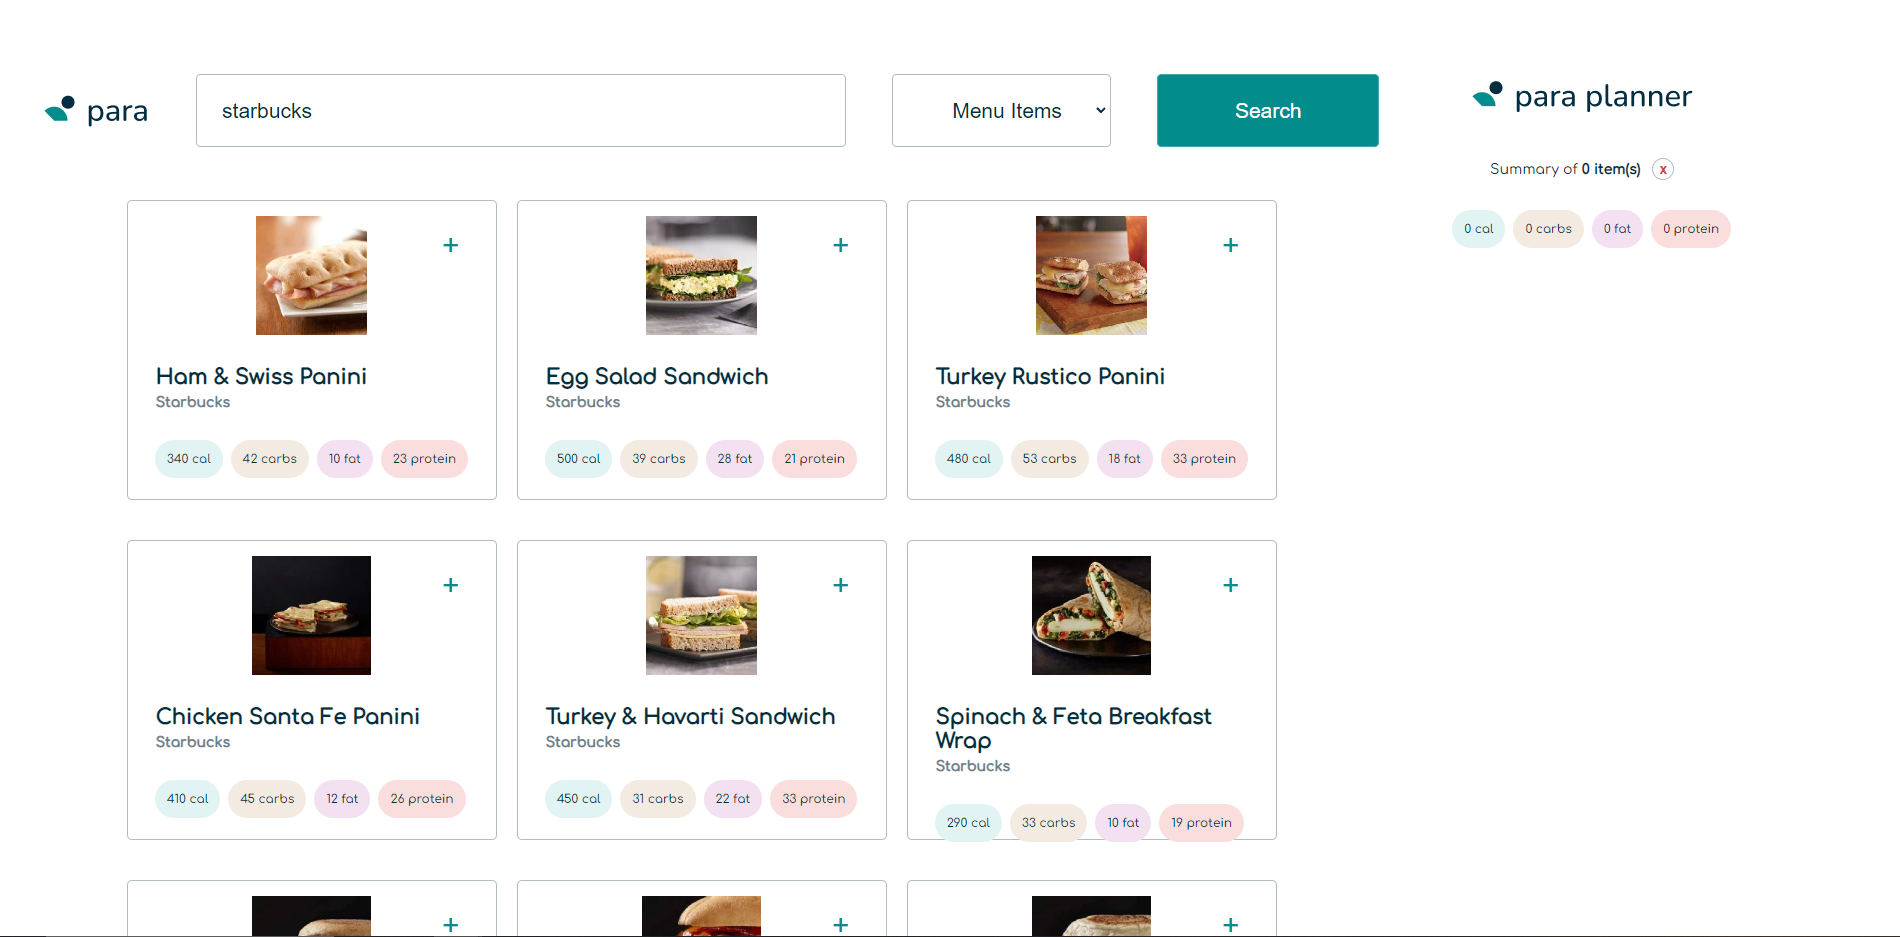 para
starbucks
Menu Items
Search
para planner
Summary of 0 item(s) x
0 cal 0 carbs 0 fat 0 protein
+
Ham & Swiss Panini
Starbucks
340 cal 42 carbs 10 fat 23 protein
+
Egg Salad Sandwich
Starbucks
500 cal 39 carbs 28 fat 21 protein
+
Turkey Rustico Panini
Starbucks
480 cal 53 carbs 18 fat 33 protein
+
Chicken Santa Fe Panini
Starbucks
410 cal 45 carbs 12 fat 26 protein
+
Turkey & Havarti Sandwich
Starbucks
450 cal 31 carbs 22 fat 33 protein
+
Spinach & Feta Breakfast
Wrap
Starbucks
290 cal 33 carbs 10 fat 19 protein
+
+
+